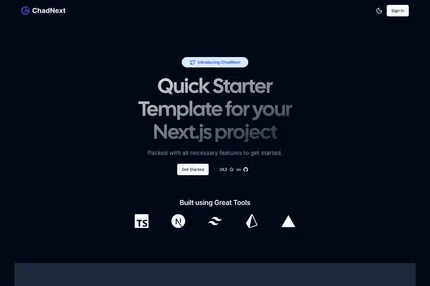 ChadNext
Sign In
Introducing ChadNext
Quick Starter
Template for your
Next.js project
Packed with all necessary features to get started.
Get Started
383 on
Built using Great Tools
TS
N